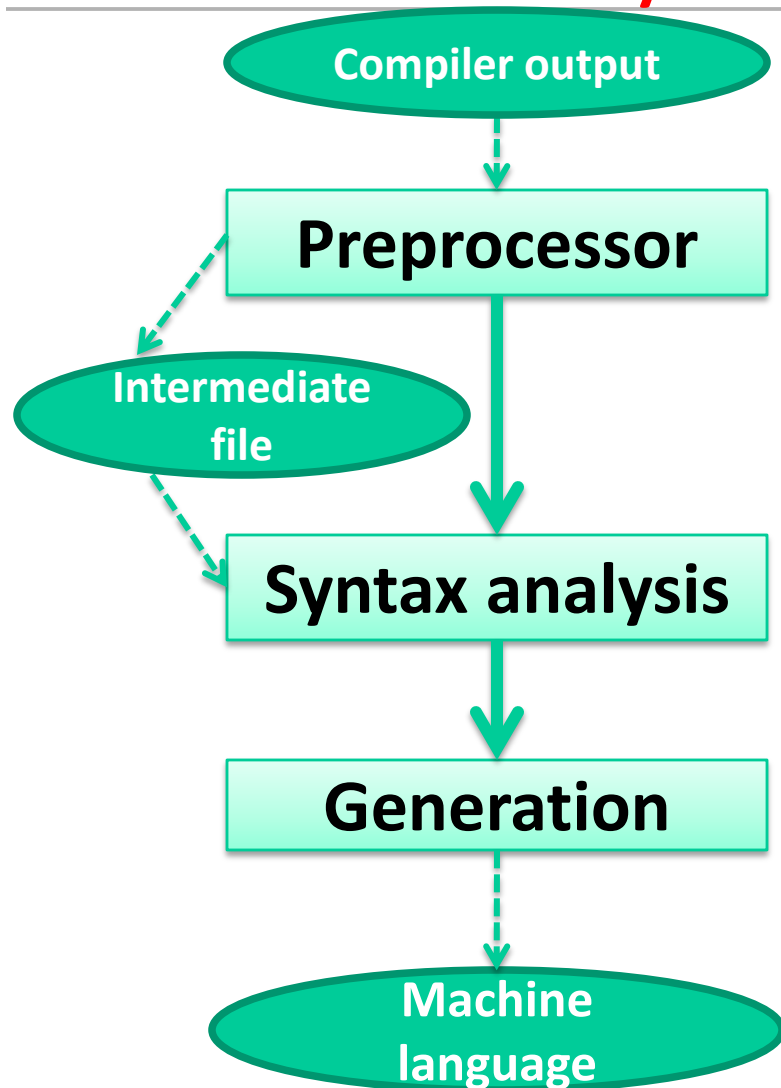 Compiler output
Preprocessor
Intermediate
file
Syntax analysis
Generation
Machine
language